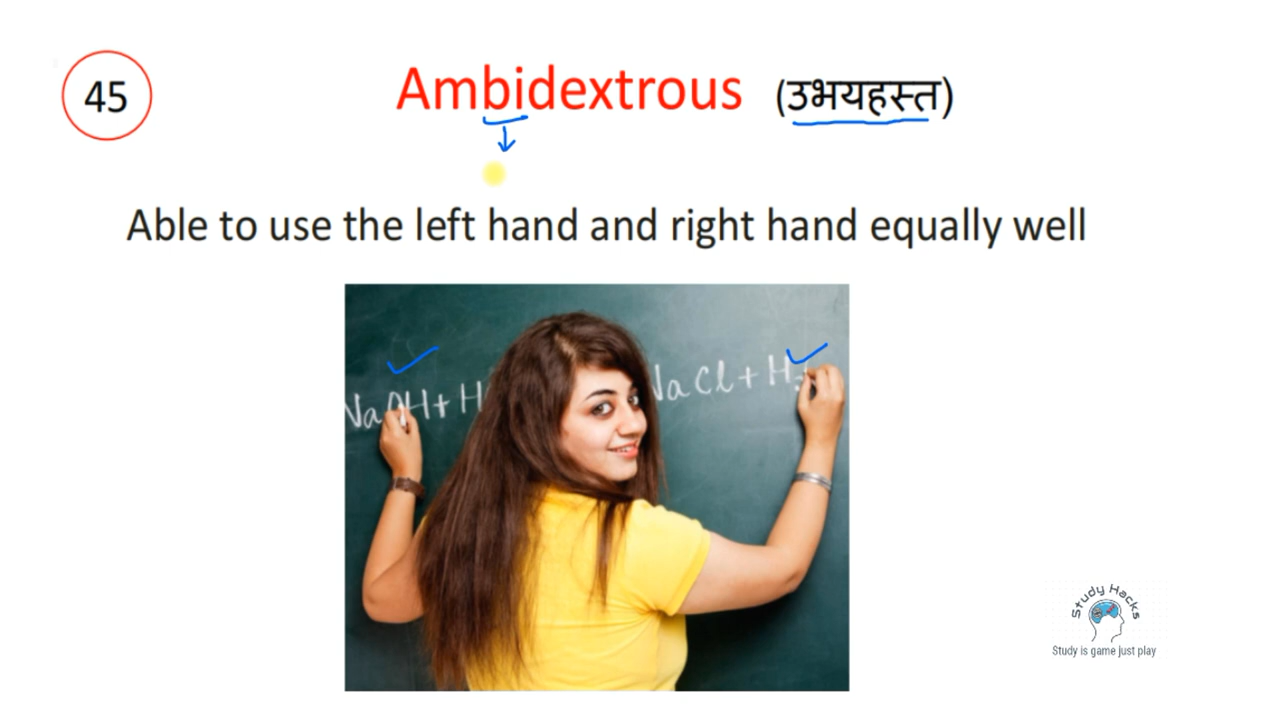 45
Ambidextrous (उभयहस्त)
Able to use the left hand and right hand equally well
NaOH + H
NaCl + H₂
Study Hacks
Study is game just play